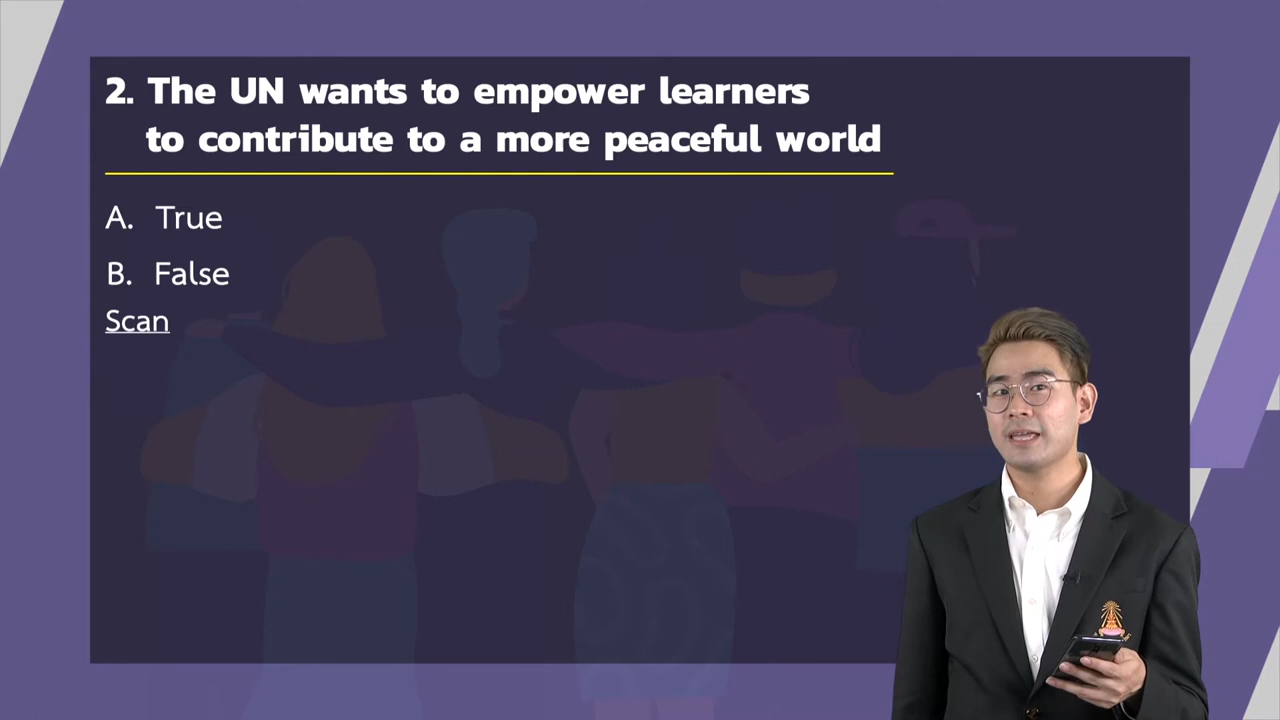 2. The UN wants to empower learners
to contribute to a more peaceful world
A. True
B. False
Scan